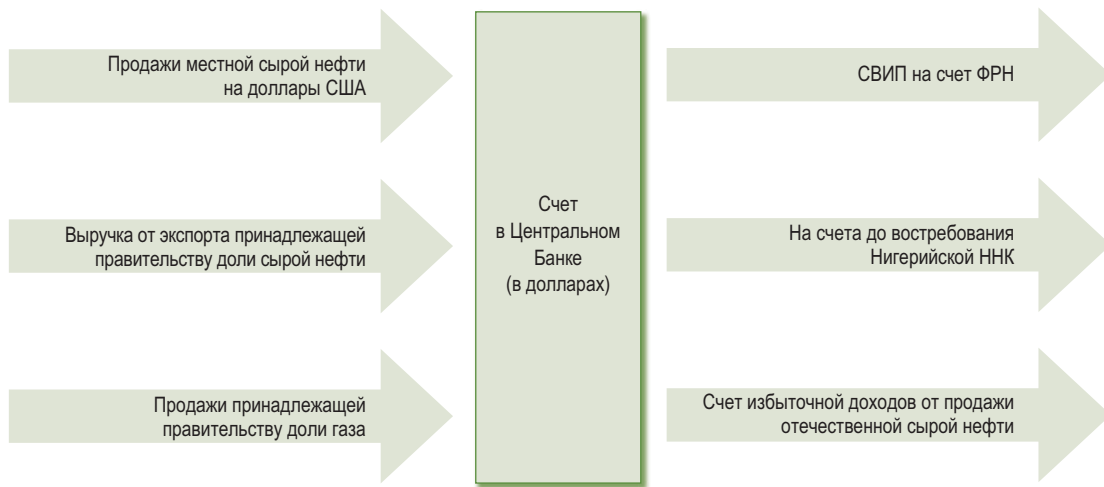 Продажи местной сырой нефти
на доллары США
Выручка от экспорта принадлежащей
правительству доли сырой нефти
Продажи принадлежащей
правительству доли газа
Счет
в Центральном
Банке
(в долларах)
СВИП на счет ФРН
На счета до востребования
Нигерийской ННК
Счет избыточной доходов от продажи
отечественной сырой нефти